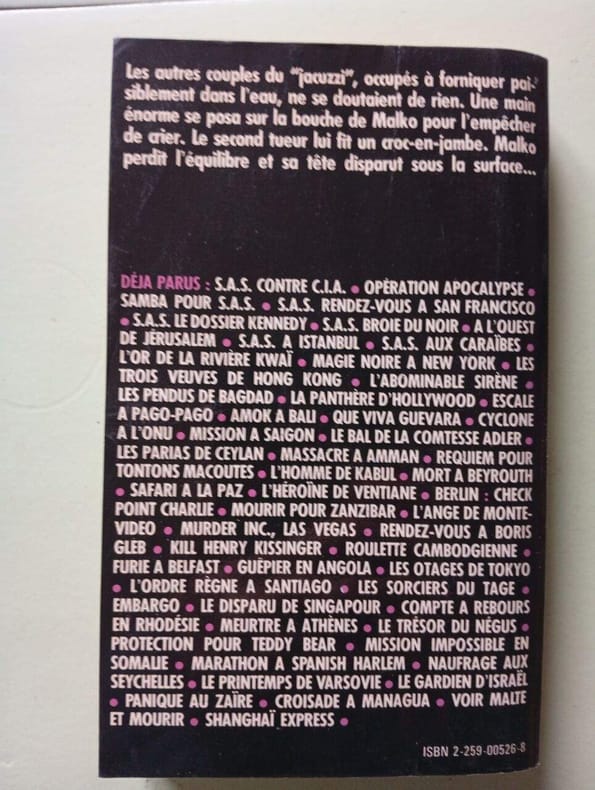 Les autres couples du "jacuzzi", occupés à forniquer pai-
siblement dans l'eau, ne se doutaient de rien. Une main
énorme se posa sur la bouche de Malko pour l'empêcher
de crier. Le second tueur lui fit un croc-en-jambe. Malko
perdit l'équilibre et sa tête disparut sous la surface...
DÉJA PARUS : S.A.S. CONTRE C.I.A. • OPÉRATION APOCALYPSE •
SAMBA POUR S.A.S. • S.A.S. RENDEZ-VOUS A SAN FRANCISCO
• S.A.S. LE DOSSIER KENNEDY • S.A.S. BROIE DU NOIR • A L'OUEST
DE JÉRUSALEM • S.A.S. A ISTANBUL • S.A.S. AUX CARAÏBES •
L'OR DE LA RIVIÈRE KWAÏ • MAGIE NOIRE A NEW YORK • LES
TROIS VEUVES DE HONG KONG • L'ABOMINABLE SIRÈNE •
LES PENDUS DE BAGDAD • LA PANTHÈRE D'HOLLYWOOD • ESCALE
A PAGO-PAGO • AMOK A BALI • QUE VIVA GUEVARA • CYCLONE
A L'ONU • MISSION A SAIGON • LE BAL DE LA COMTESSE ADLER •
LES PARIAS DE CEYLAN • MASSACRE A AMMAN • REQUIEM POUR
TONTONS MACOUTES • L'HOMME DE KABUL • MORT A BEYROUTH
• SAFARI A LA PAZ • L'HÉROÏNE DE VENTIANE • BERLIN : CHECK
POINT CHARLIE • MOURIR POUR ZANZIBAR • L'ANGE DE MONTE-
VIDEO • MURDER INC., LAS VEGAS • RENDEZ-VOUS A BORIS
GLEB • KILL HENRY KISSINGER • ROULETTE CAMBODGIENNE •
FURIE A BELFAST • GUÊPIER EN ANGOLA • LES OTAGES DE TOKYO
• L'ORDRE RÈGNE A SANTIAGO • LES SORCIERS DU TAGE •
EMBARGO • LE DISPARU DE SINGAPOUR • COMPTE A REBOURS
EN RHODÉSIE • MEURTRE A ATHÈNES • LE TRÉSOR DU NÉGUS •
PROTECTION POUR TEDDY BEAR • MISSION IMPOSSIBLE EN
SOMALIE • MARATHON A SPANISH HARLEM • NAUFRAGE AUX
SEYCHELLES • LE PRINTEMPS DE VARSOVIE • LE GARDIEN D'ISRAËL
• PANIQUE AU ZAÏRE • CROISADE A MANAGUA • VOIR MALTE
ET MOURIR • SHANGHAÏ EXPRESS •
ISBN 2-259-00526-8